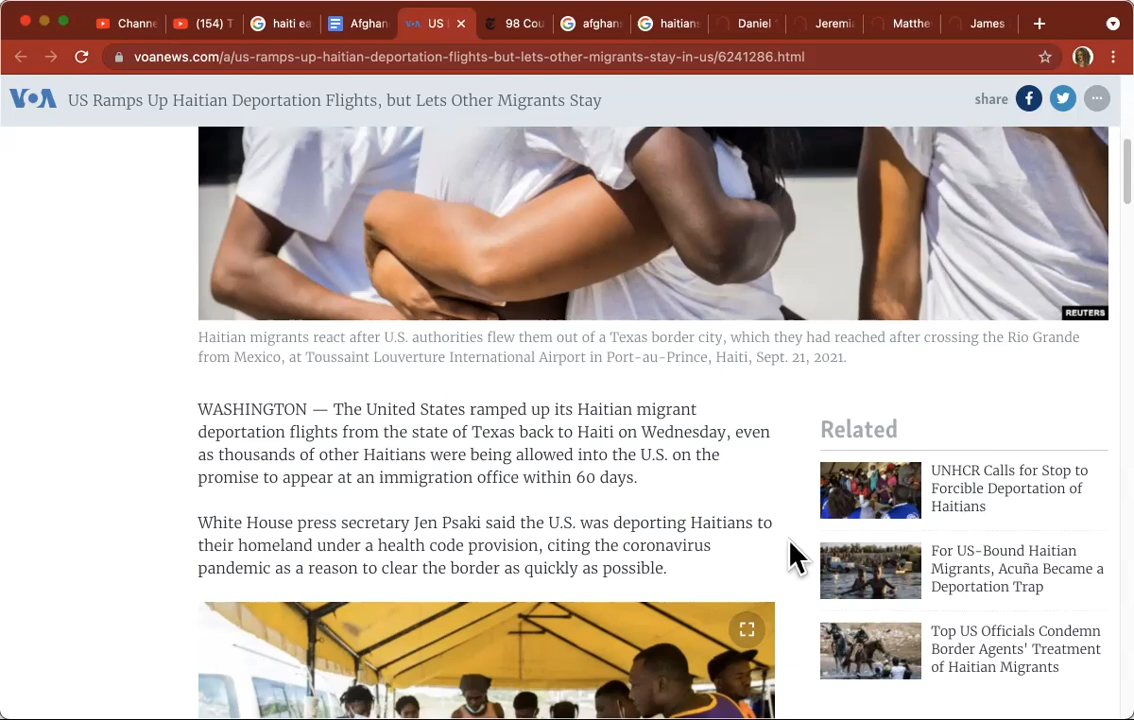 Channe
(154) T
haiti ea
Afghan
US
98 Cou
afghan
haitian
Daniel
Jeremia
Matthe
James
voanews.com/a/us-ramps-up-haitian-deportation-flights-but-lets-other-migrants-stay-in-us/6241286.html
VOA US Ramps Up Haitian Deportation Flights, but Lets Other Migrants Stay
share
REUTERS
Haitian migrants react after U.S. authorities flew them out of a Texas border city, which they had reached after crossing the Rio Grande
from Mexico, at Toussaint Louverture International Airport in Port-au-Prince, Haiti, Sept. 21, 2021.
WASHINGTON — The United States ramped up its Haitian migrant
deportation flights from the state of Texas back to Haiti on Wednesday, even
as thousands of other Haitians were being allowed into the U.S. on the
promise to appear at an immigration office within 60 days.
White House press secretary Jen Psaki said the U.S. was deporting Haitians to
their homeland under a health code provision, citing the coronavirus
pandemic as a reason to clear the border as quickly as possible.
Related
UNHCR Calls for Stop to
Forcible Deportation of
Haitians
For US-Bound Haitian
Migrants, Acuña Became a
Deportation Trap
Top US Officials Condemn
Border Agents' Treatment
of Haitian Migrants